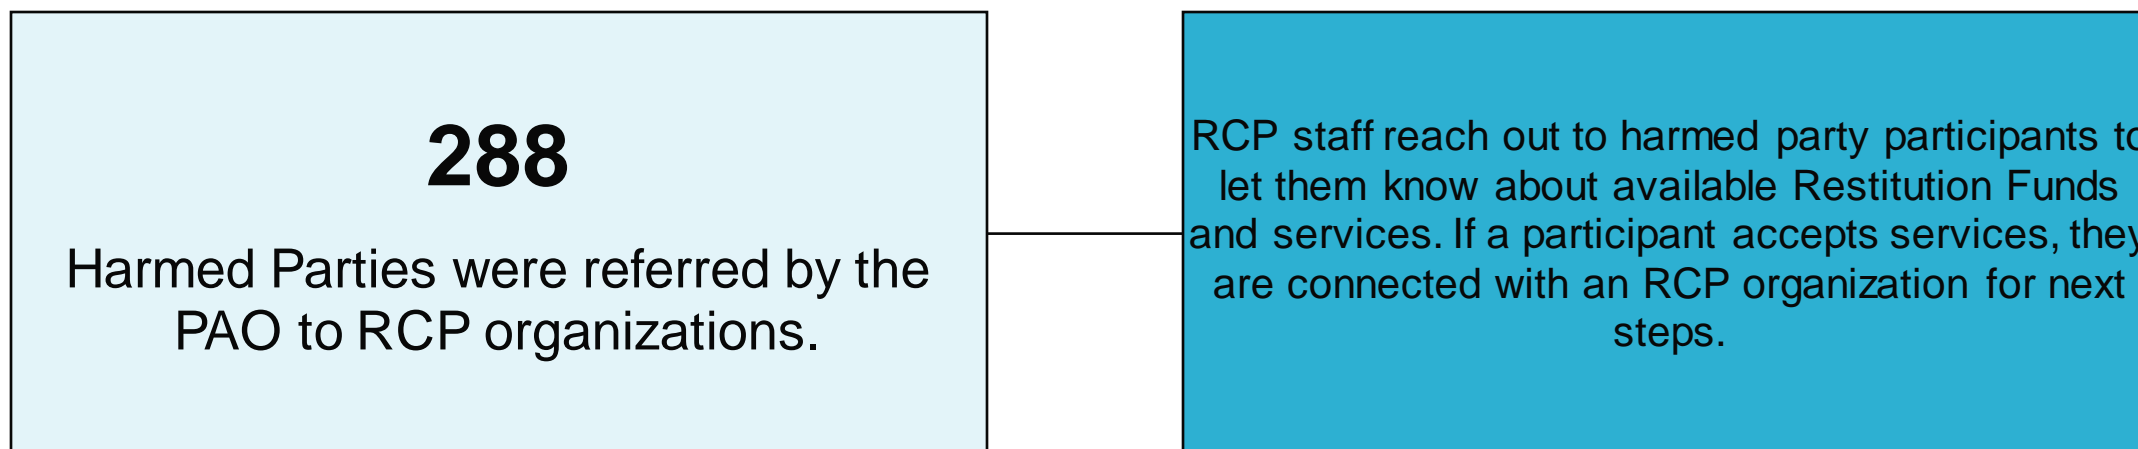 288
Harmed Parties were referred by the
PAO to RCP organizations.
RCP staff reach out to harmed party participants to
let them know about available Restitution Funds
and services. If a participant accepts services, they
are connected with an RCP organization for next
steps.